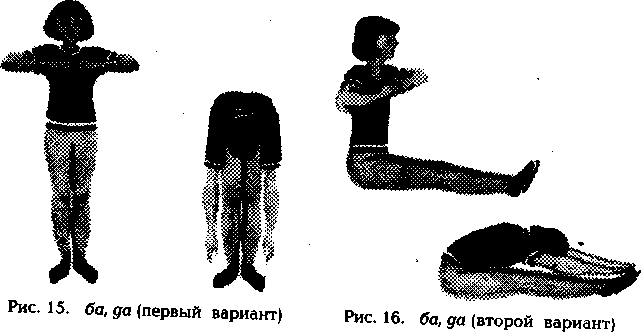 Рис. 15. ба, да (первый вариант)
Рис. 16. ба, да (второй вариант)